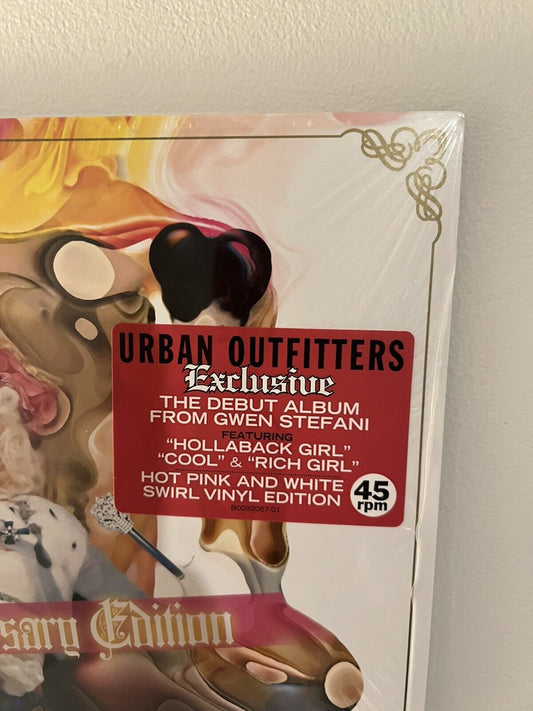 URBAN OUTFITTERS
Exclusive
THE DEBUT ALBUM
FROM GWEN STEFANI
FEATURING
“HOLLABACK GIRL”
“COOL” & “RICH GIRL”
HOT PINK AND WHITE
SWIRL VINYL EDITION
45
rpm
B0032057-01
sary Edition